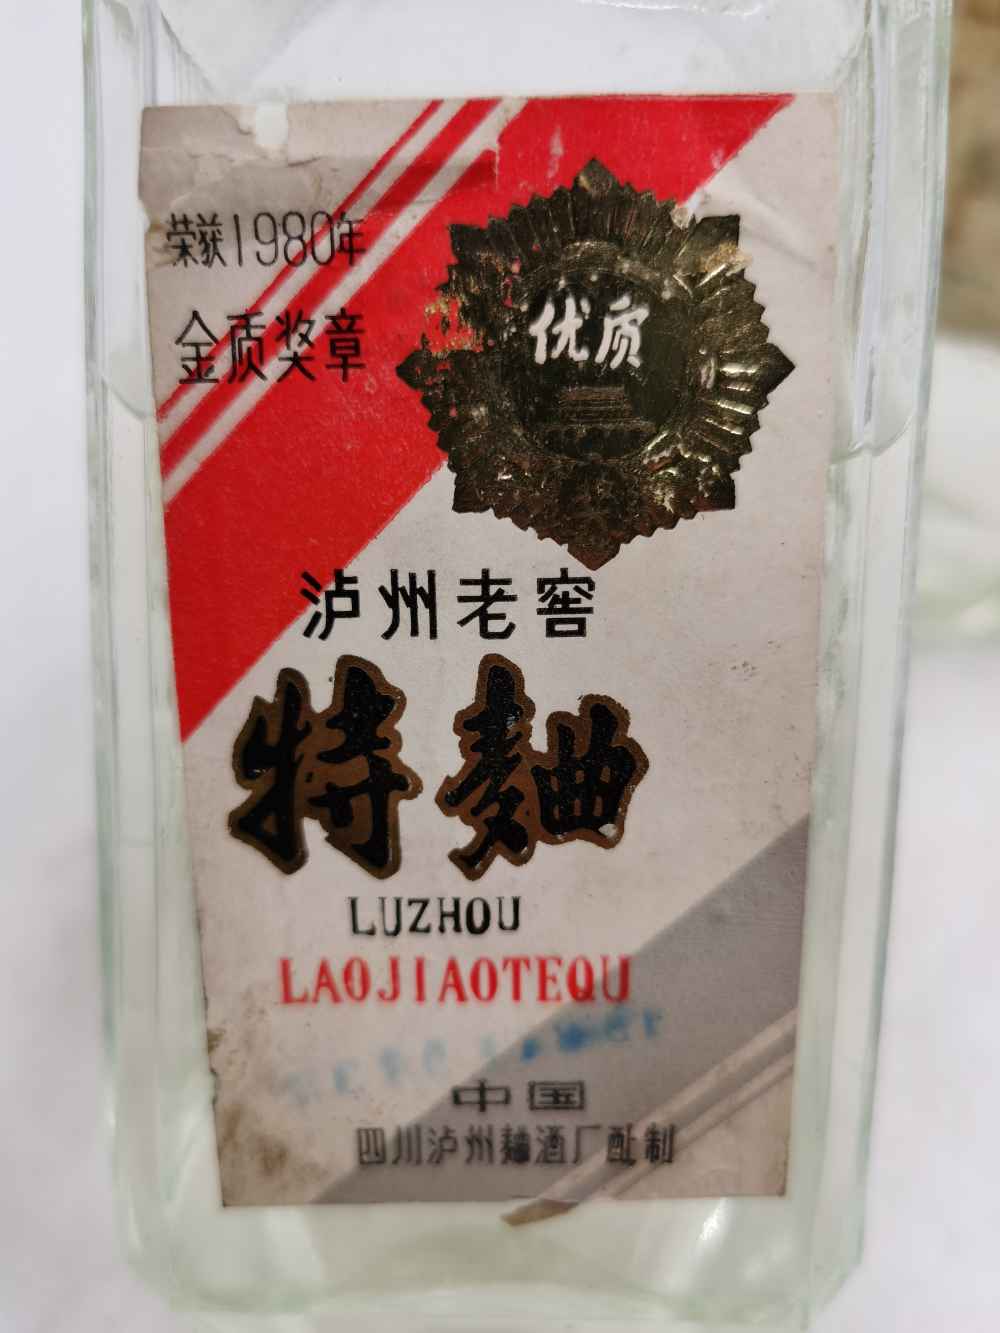 荣获1980年
金质奖章
优质
泸州老窖
特麯
LUZHOU
LAOJIAOTEQU
中国
四川泸州麯酒厂酿制